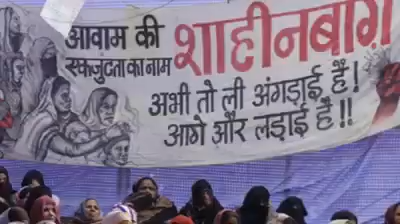 आवाम की
एकजुटता का नाम
शाहीनबाग़
अभी तो ली अंगड़ाई है!
आगे और लड़ाई है!!